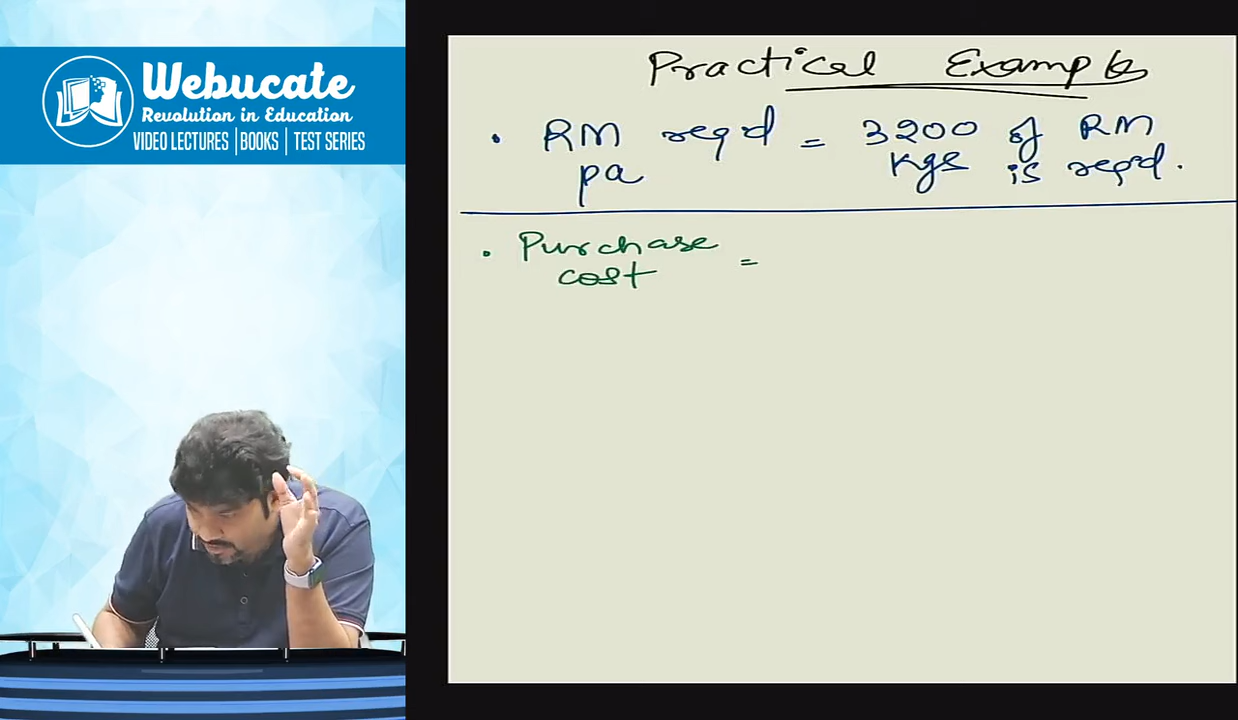 Webucate
Revolution in Education
VIDEO LECTURES | BOOKS | TEST SERIES
Practical Example
• RM reqd = 3200 of RM
pa kgs is reqd.
• Purchase
cost =